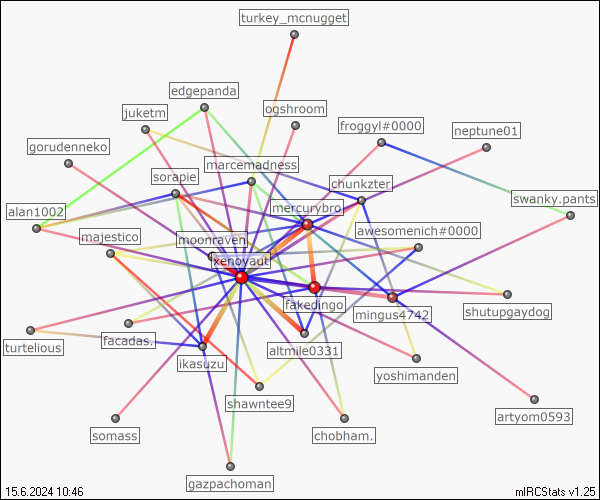 turkey_mcnugget
edgepanda
juketm
ogshroom
froggyl#0000
neptune01
gorudenneko
marcemadness
sorapie
chunkzter
swanky.pants
alan1002
mercurybro
awesomenich#0000
majestico
moonraven
xenoyaut
fakedingo
mingus4742
shutupgaydog
turtelious
facadas.
altmile0331
ikasuzu
yoshimanden
shawntee9
artyom0593
somass
chobham.
gazpachoman
15.6.2024 10:46
mIRCStats v1.25